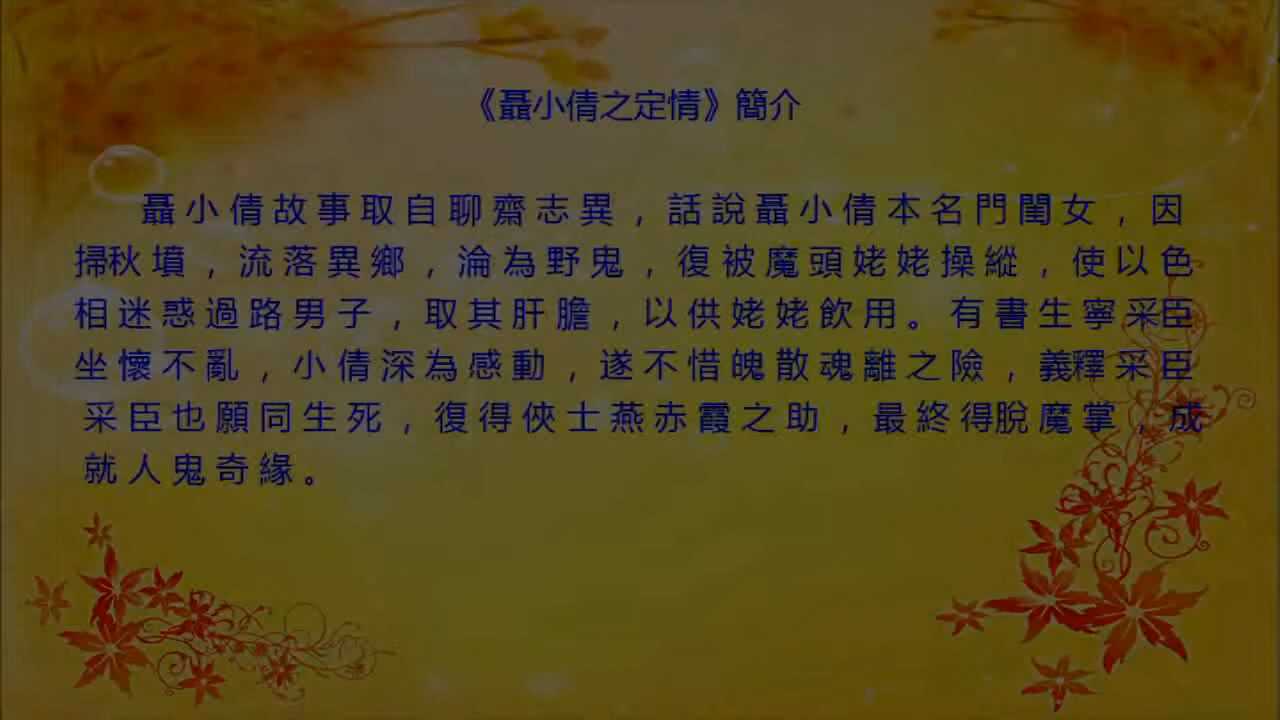 《聶小倩之定情》簡介
聶小倩故事取自聊齋志異，話說聶小倩本名門閨女，因
掃秋墳，流落異鄉，淪為野鬼，復被魔頭姥姥操縱，使以色
相迷惑過路男子，取其肝膽，以供姥姥飲用。有書生寧采臣
坐懷不亂，小倩深為感動，遂不惜魄散魂離之險，義釋采臣
采臣也願同生死，復得俠士燕赤霞之助，最終得脫魔掌，成
就人鬼奇緣。